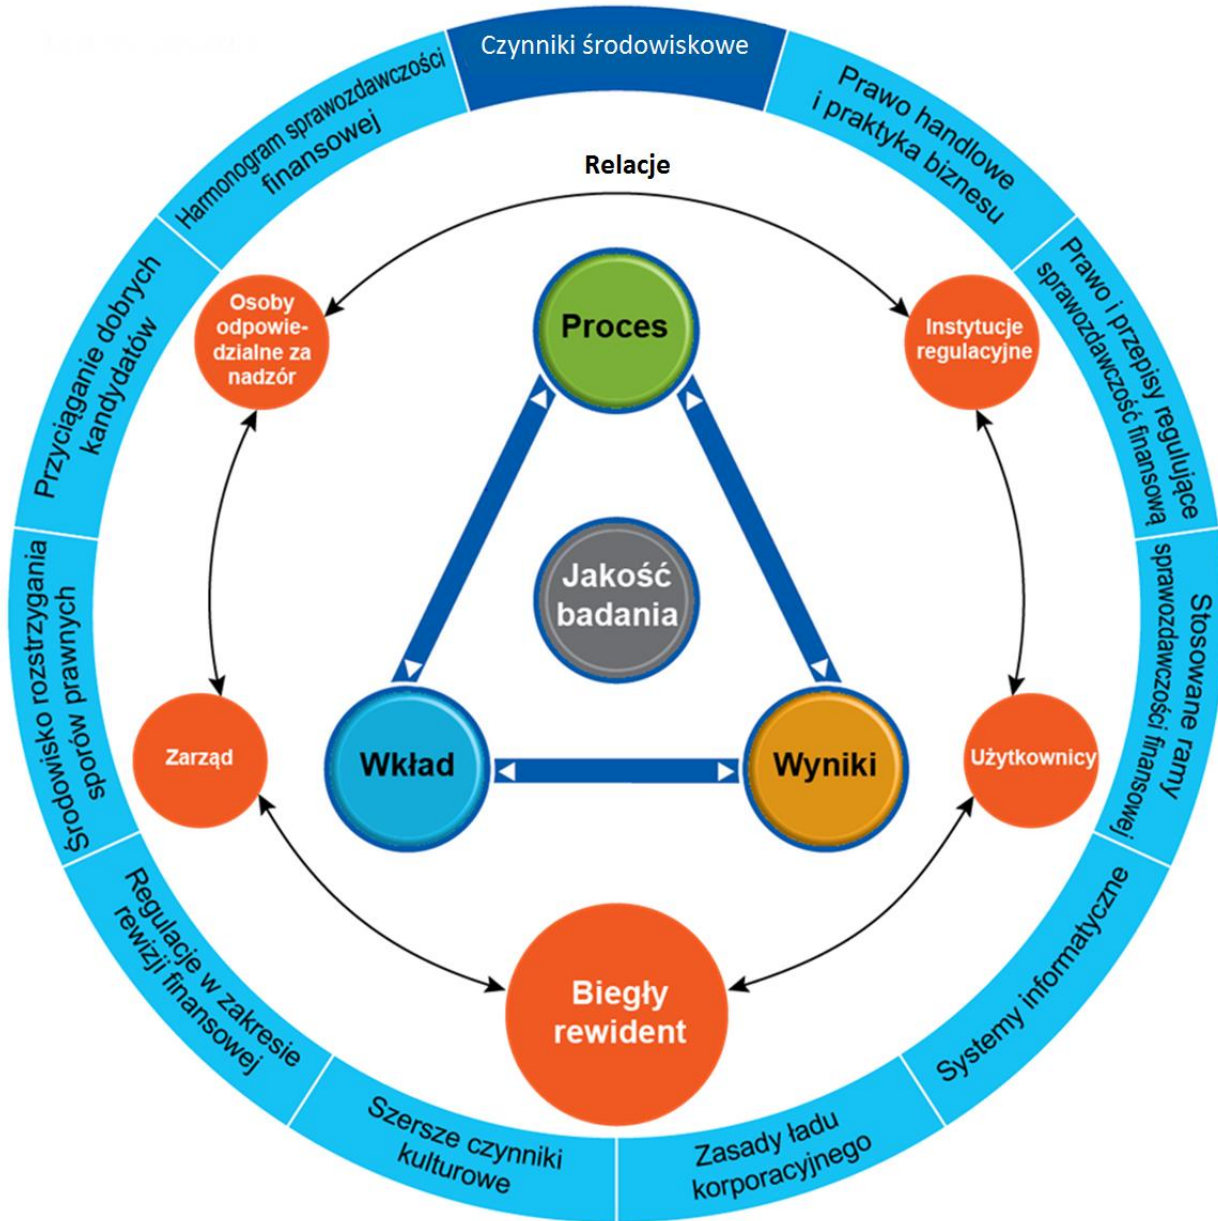 Czynniki środowiskowe
Prawo handlowe
i praktyka biznesu
Prawo i przepisy regulujące
sprawozdawczość finansową
Stosowane ramy
sprawozdawczości finansowej
Systemy informatyczne
Zasady ładu
korporacyjnego
Szersze czynniki
kulturowe
Regulacje w zakresie
rewizji finansowej
Środowisko rozstrzygania
sporów prawnych
Przyciąganie dobrych
kandydatów
Harmonogram sprawozdawczości
finansowej
Relacje
Osoby
odpowie-
dzialne za
nadzór
Instytucje
regulacyjne
Proces
Jakość
badania
Zarząd
Wkład
Wyniki
Użytkownicy
Biegły
rewident